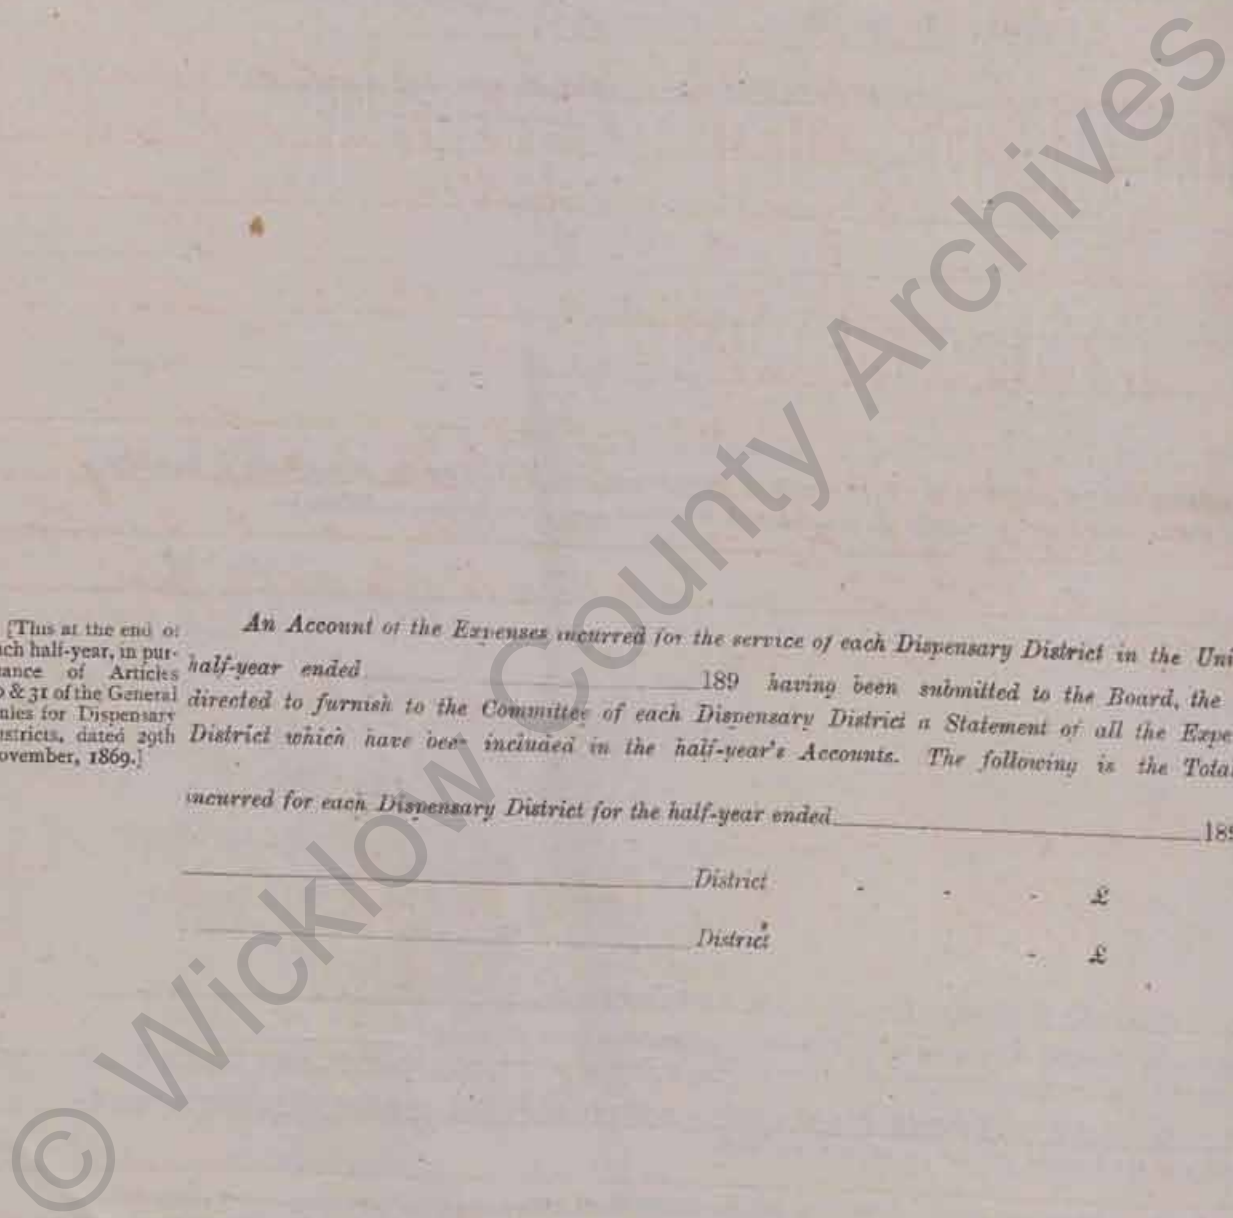 [This at the end of
ach half-year, in pur-
uance of Articles
0 & 31 of the General
ules for Dispensary
istricts, dated 29th
ovember, 1869.]
An Account of the Expenses incurred for the service of each Dispensary District in the Uni
half-year ended 189 having been submitted to the Board, the
directed to furnish to the Committee of each Dispensary District a Statement of all the Expe
District which have been included in the half-year's Accounts. The following is the Tota
incurred for each Dispensary District for the half-year ended 189
District - - - £
District - £
© Wicklow County Archives